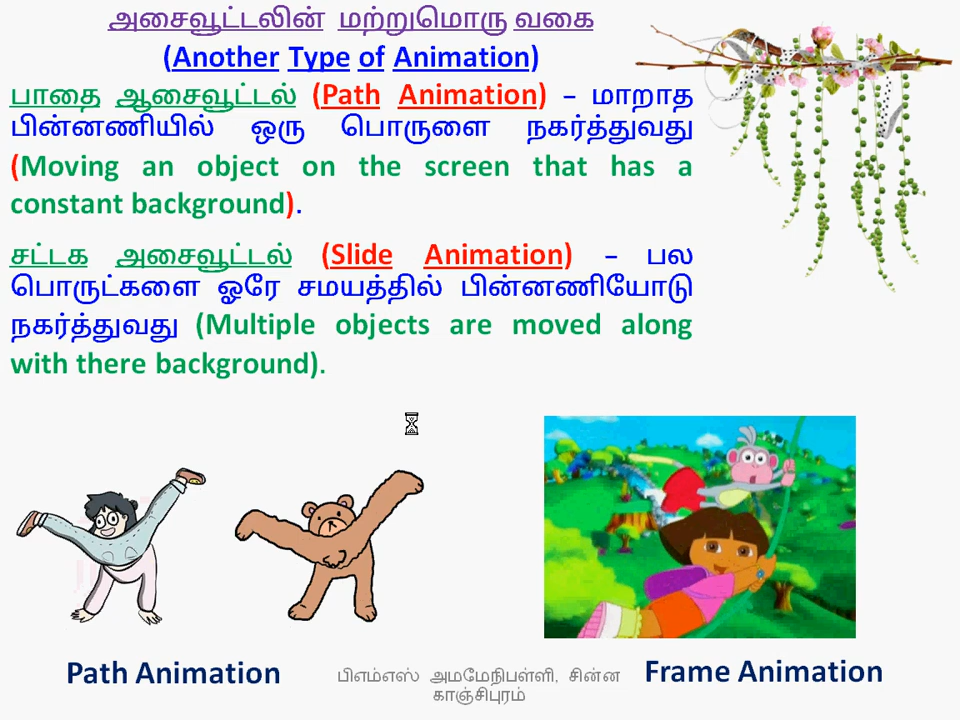 அசைவூட்டலின் மற்றுமொரு வகை
(Another Type of Animation)
பாதை ஆசைவூட்டல் (Path Animation) – மாறாத
பின்னணியில் ஒரு பொருளை நகர்த்துவது
(Moving an object on the screen that has a
constant background).
சட்டக அசைவூட்டல் (Slide Animation) – பல
பொருட்களை ஓரே சமயத்தில் பின்னணியோடு
நகர்த்துவது (Multiple objects are moved along
with there background).
Path Animation
பிஎம்எஸ் அமமேநிபள்ளி, சின்ன
காஞ்சிபுரம்
Frame Animation